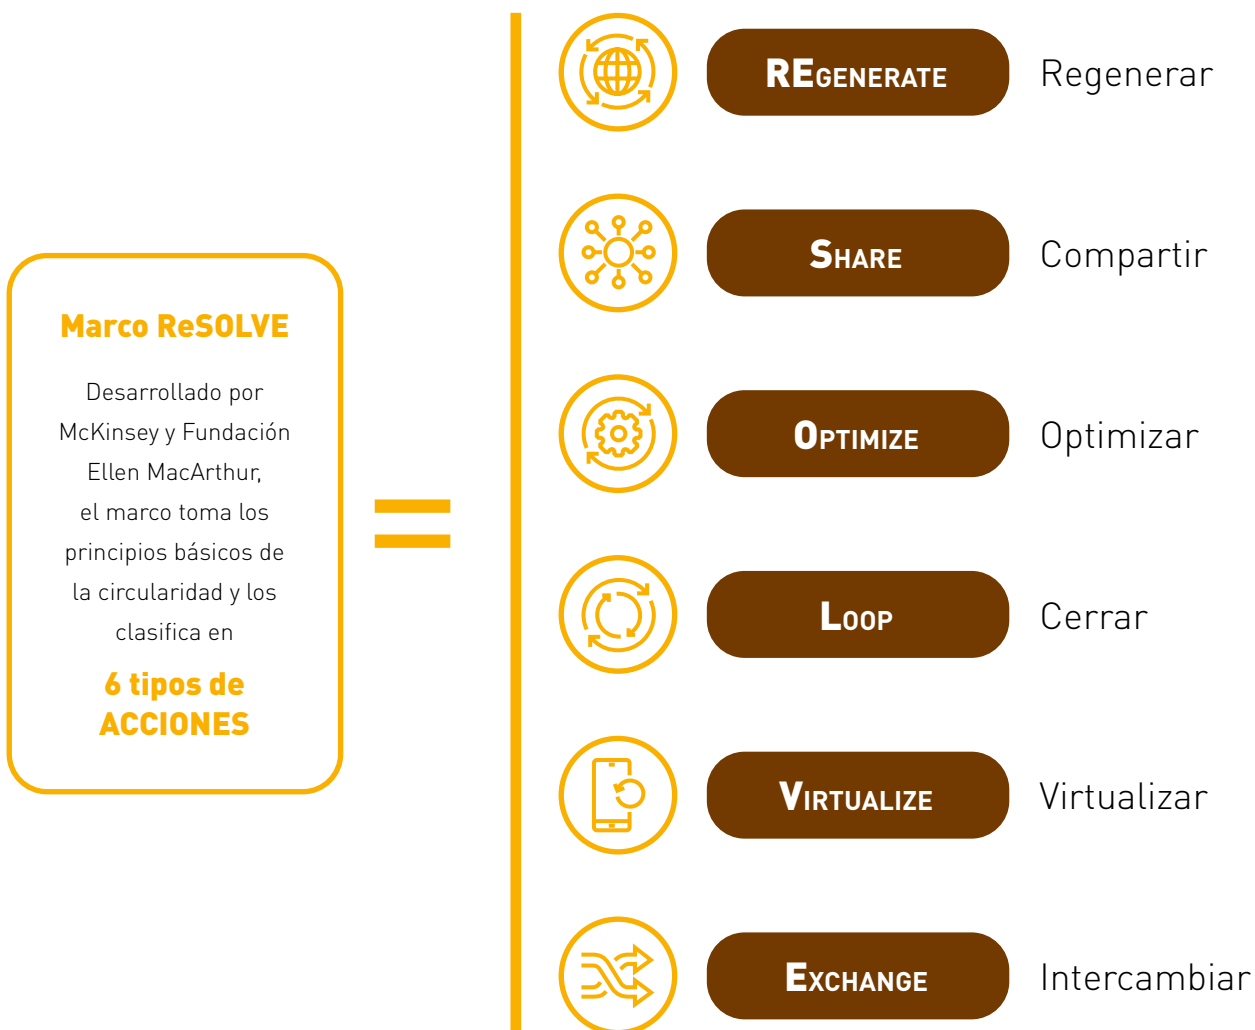 Marco ReSOLVE
Desarrollado por
McKinsey y Fundación
Ellen MacArthur,
el marco toma los
principios básicos de
la circularidad y los
clasifica en
6 tipos de
ACCIONES
=
REGENERATE Regenerar
SHARE Compartir
OPTIMIZE Optimizar
LOOP Cerrar
VIRTUALIZE Virtualizar
EXCHANGE Intercambiar